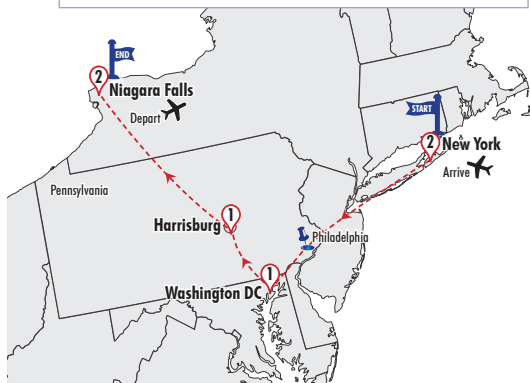 END
2
Niagara Falls
Depart
START
2
New York
Arrive
Pennsylvania
1
Harrisburg
Philadelphia
1
Washington DC